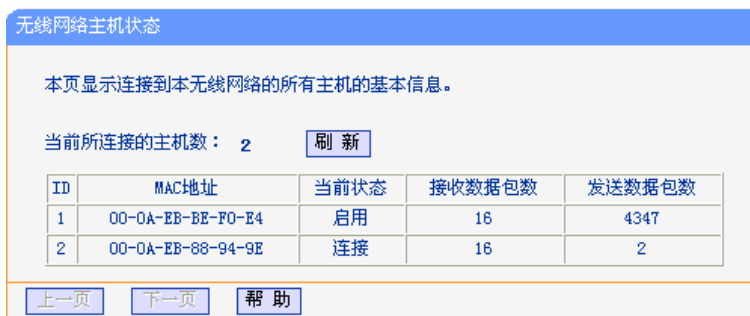 无线网络主机状态
本页显示连接到本无线网络的所有主机的基本信息。
当前所连接的主机数： 2 刷 新
ID MAC地址 当前状态 接收数据包数 发送数据包数
1 00-0A-EB-BE-F0-E4 启用 16 4347
2 00-0A-EB-88-94-9E 连接 16 2
上一页 下一页 帮 助